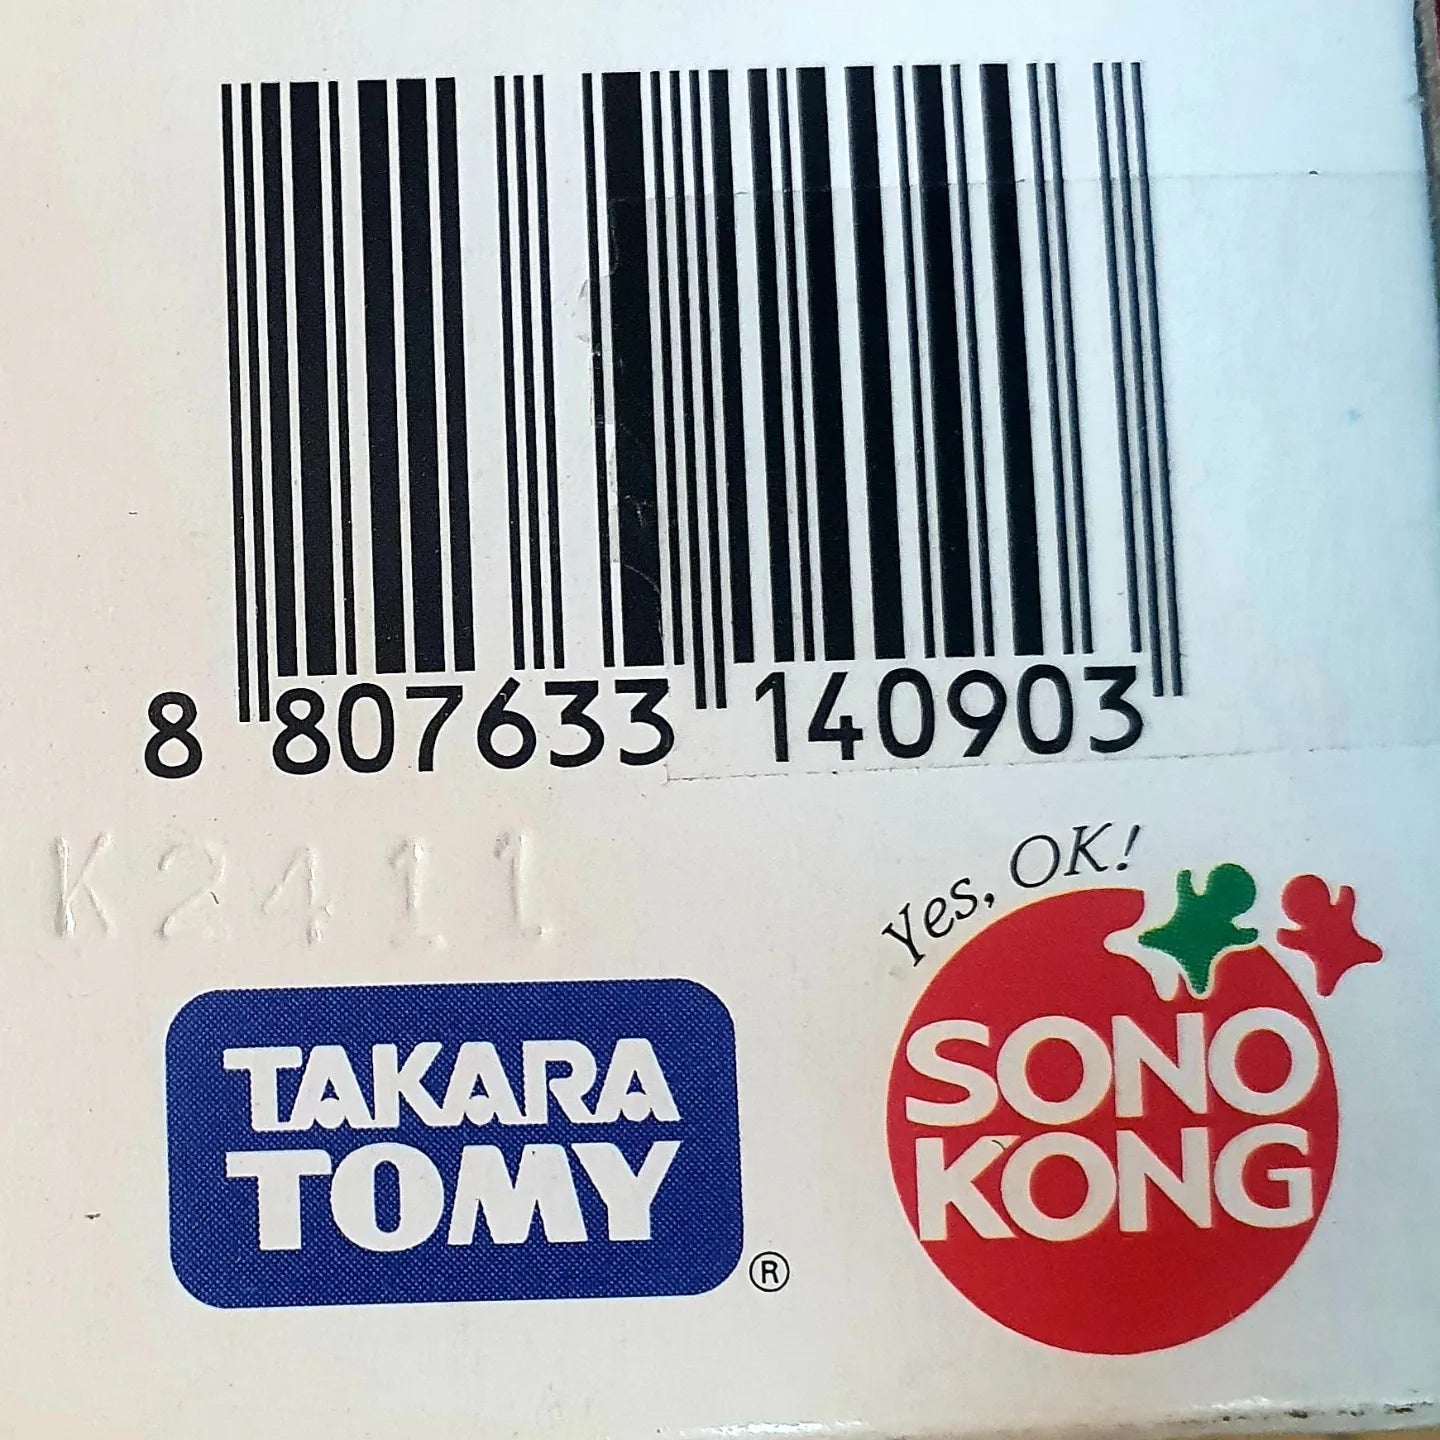 8 807633 140903
K2411
Yes, OK!
TAKARA
TOMY
®
SONO
KONG